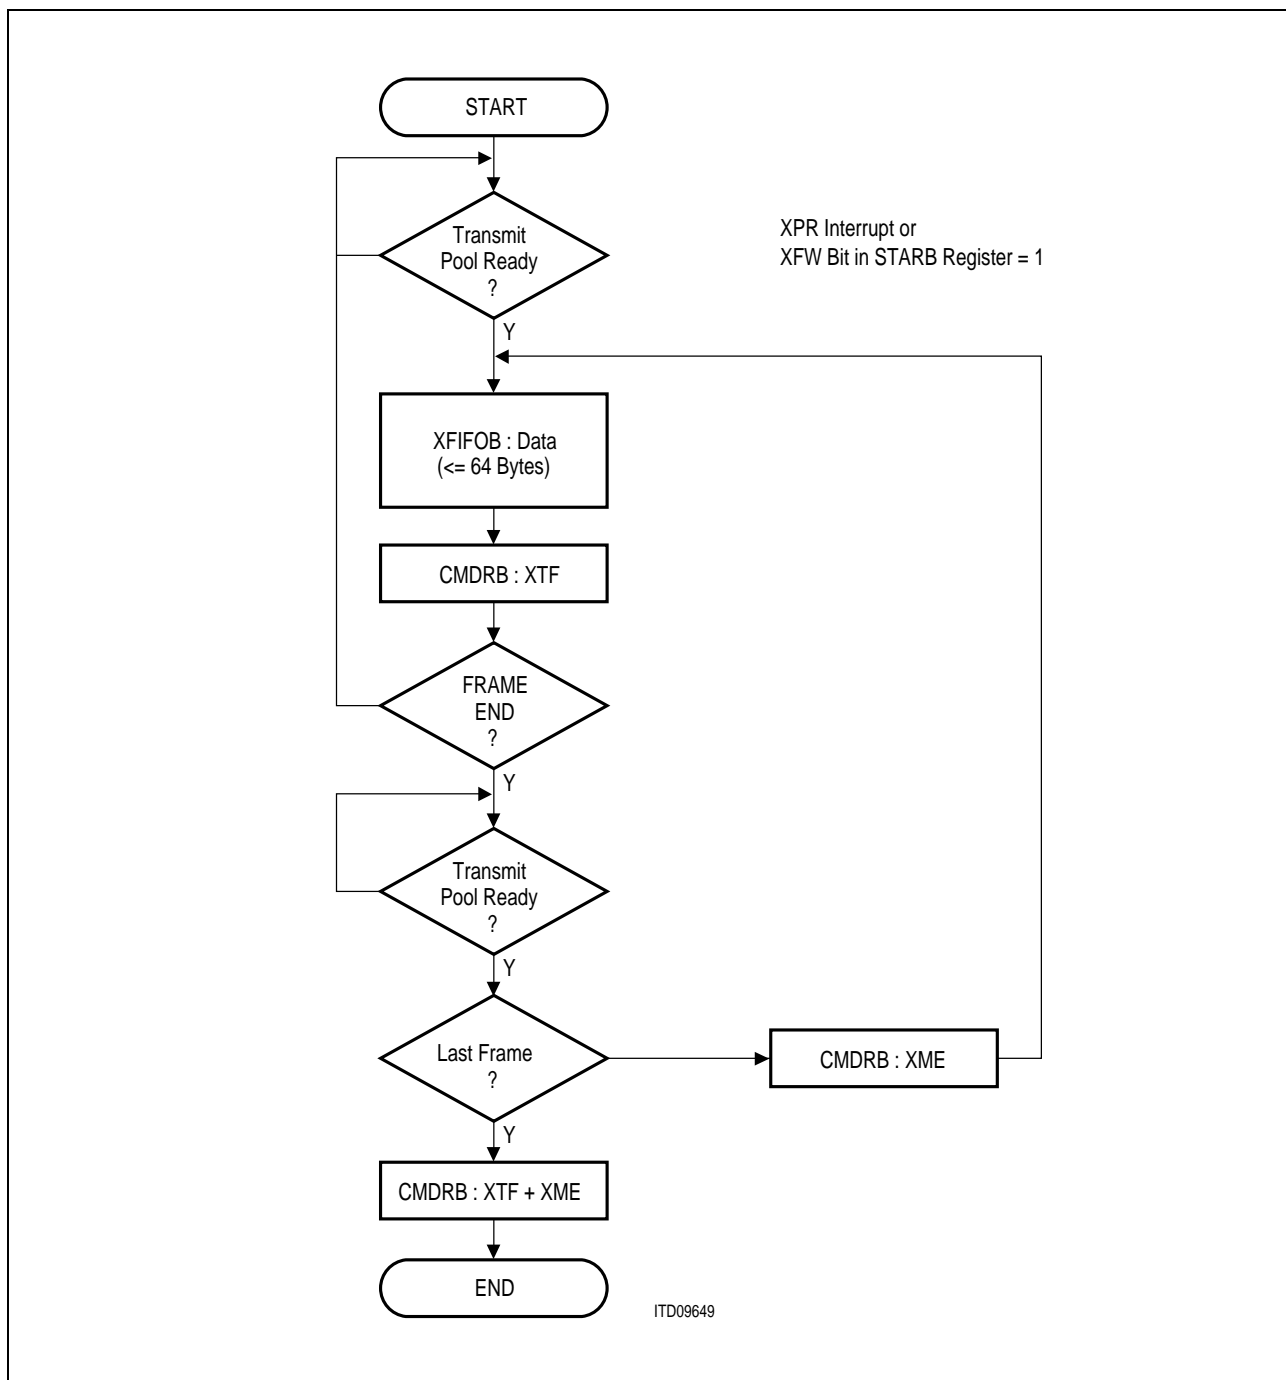 START
Transmit
Pool Ready
?
XPR Interrupt or
XFW Bit in STARB Register = 1
Y
XFIFOB : Data
(<= 64 Bytes)
CMDRB : XTF
FRAME
END
?
Y
Transmit
Pool Ready
?
Y
Last Frame
?
CMDRB : XME
Y
CMDRB : XTF + XME
END
ITD09649